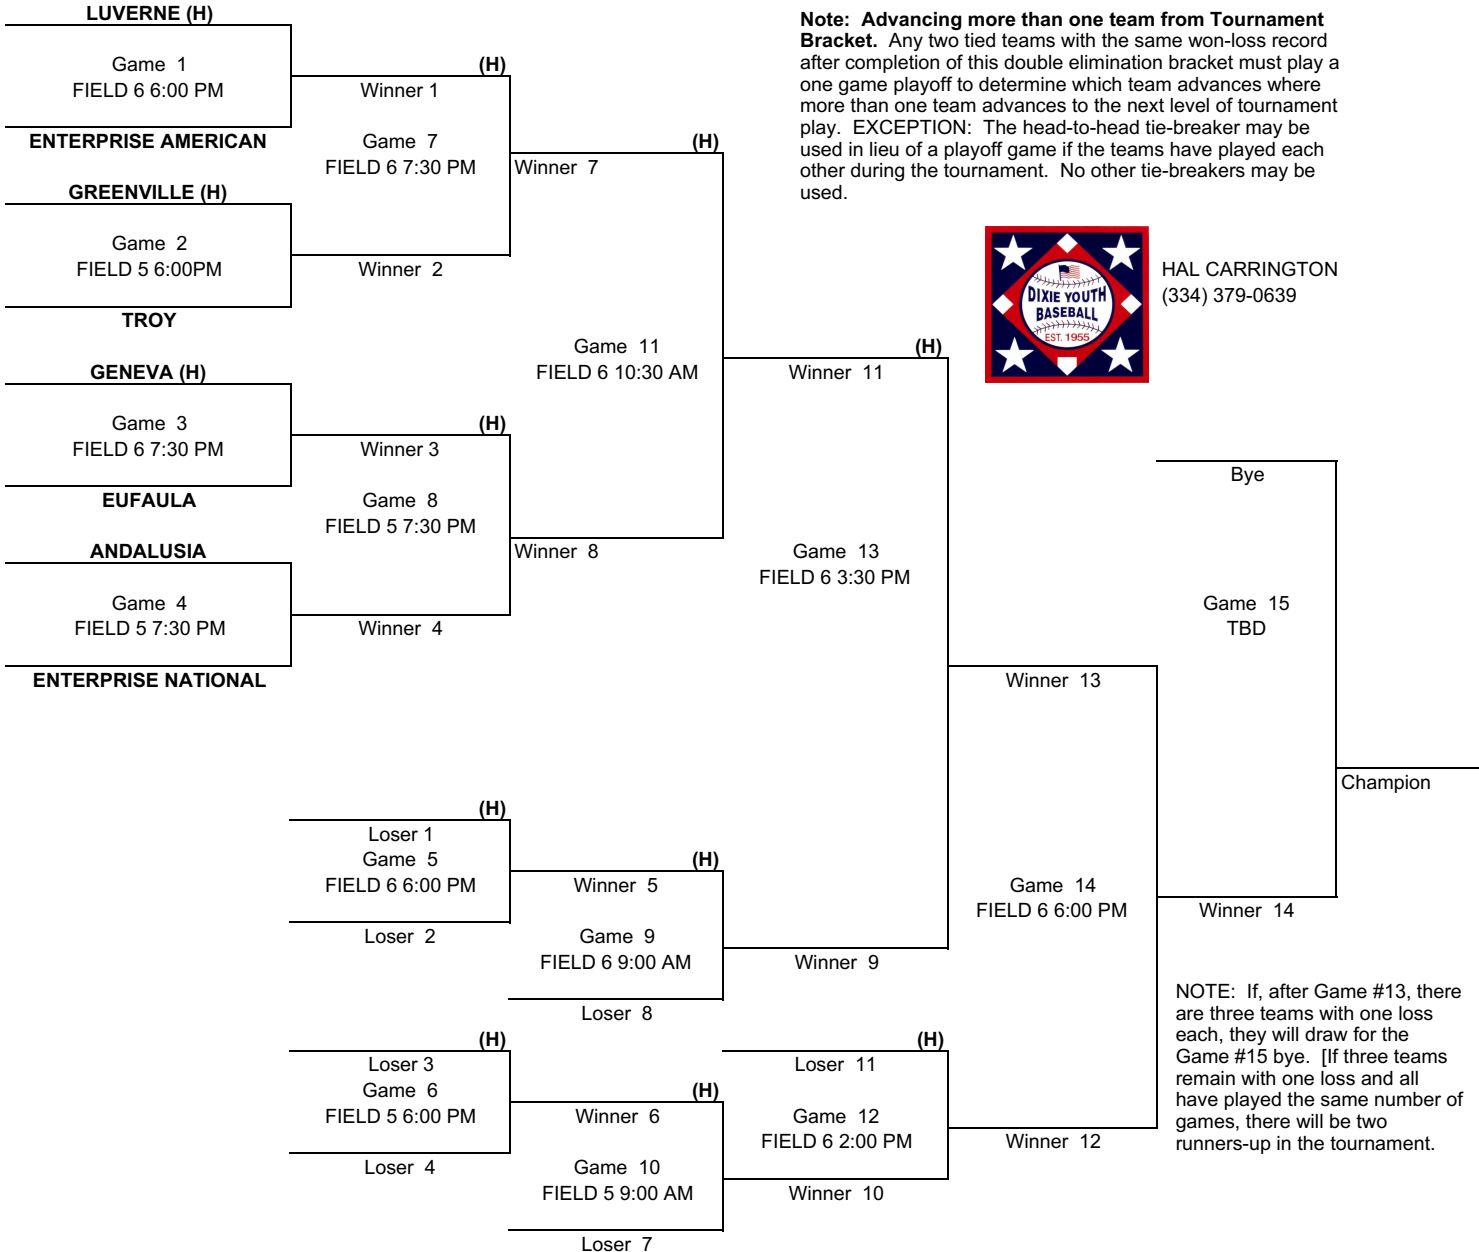 LUVERNE (H)
Game 1
FIELD 6 6:00 PM
ENTERPRISE AMERICAN
GREENVILLE (H)
Game 2
FIELD 5 6:00PM
TROY
GENEVA (H)
Game 3
FIELD 6 7:30 PM
EUFAULA
ANDALUSIA
Game 4
FIELD 5 7:30 PM
ENTERPRISE NATIONAL
(H)
Winner 1
Game 7
FIELD 6 7:30 PM
Winner 2
(H)
Winner 3
Game 8
FIELD 5 7:30 PM
Winner 4
(H)
Winner 7
Game 11
FIELD 6 10:30 AM
Winner 8
(H)
Winner 11
Game 13
FIELD 6 3:30 PM
Winner 9
(H)
Loser 1
Game 5
FIELD 6 6:00 PM
Loser 2
(H)
Winner 5
Game 9
FIELD 6 9:00 AM
Loser 8
(H)
Loser 3
Game 6
FIELD 5 6:00 PM
Loser 4
(H)
Winner 6
Game 10
FIELD 5 9:00 AM
Loser 7
(H)
Loser 11
Game 12
FIELD 6 2:00 PM
Winner 10
Winner 13
Game 14
FIELD 6 6:00 PM
Winner 12
Bye
Game 15
TBD
Winner 14
Champion
Note: Advancing more than one team from Tournament
Bracket. Any two tied teams with the same won-loss record
after completion of this double elimination bracket must play a
one game playoff to determine which team advances where
more than one team advances to the next level of tournament
play. EXCEPTION: The head-to-head tie-breaker may be
used in lieu of a playoff game if the teams have played each
other during the tournament. No other tie-breakers may be
used.
DIXIE YOUTH
BASEBALL
EST. 1955
HAL CARRINGTON
(334) 379-0639
NOTE: If, after Game #13, there
are three teams with one loss
each, they will draw for the
Game #15 bye. [If three teams
remain with one loss and all
have played the same number of
games, there will be two
runners-up in the tournament.